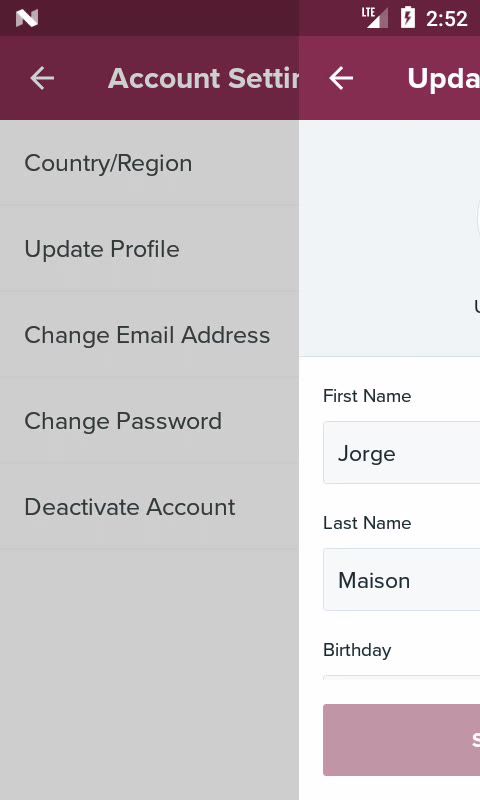 LTE 2:52
Account Settin
Country/Region
Update Profile
Change Email Address
Change Password
Deactivate Account
Upda
First Name
Jorge
Last Name
Maison
Birthday